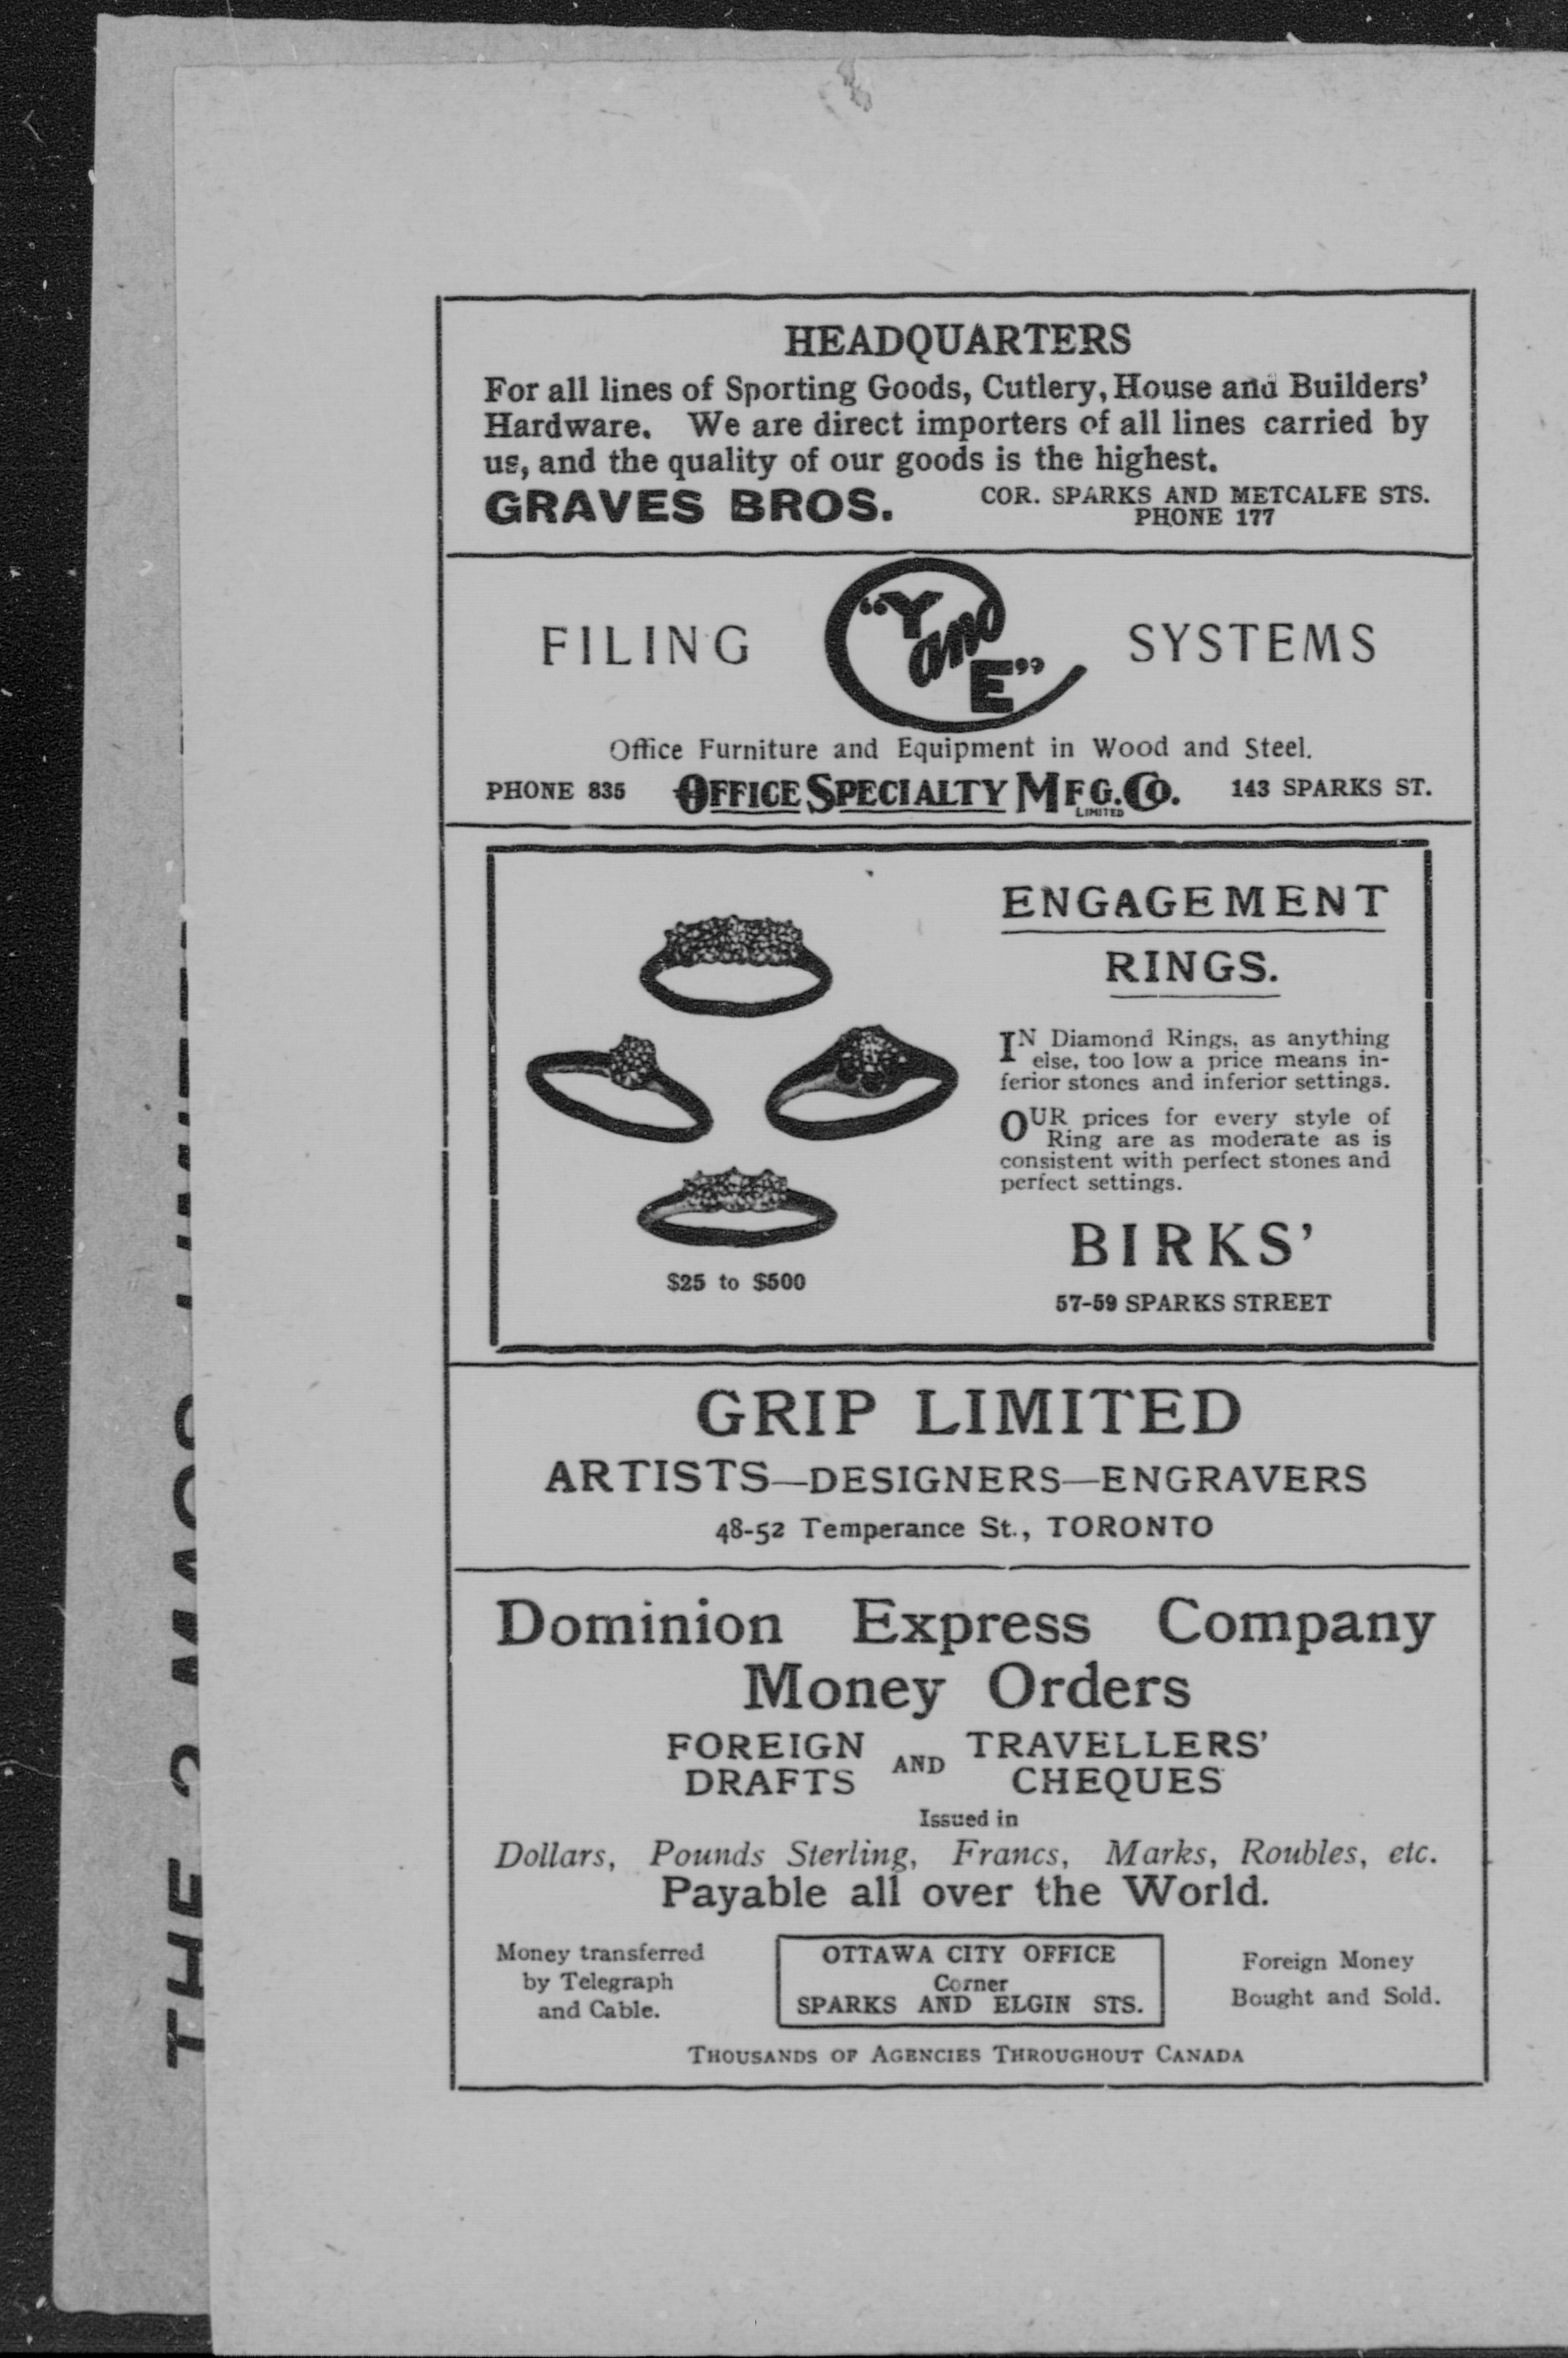 HEADQUARTERS
For all lines of Sporting Goods, Cutlery, House and Builders'
Hardware. We are direct importers of all lines carried by
us, and the quality of our goods is the highest.
GRAVES BROS. COR. SPARKS AND METCALFE STS.
PHONE 177
FILING "Y and E" SYSTEMS
Office Furniture and Equipment in Wood and Steel.
PHONE 835 OFFICE SPECIALTY MFG. CO. 143 SPARKS ST.
LIMITED
ENGAGEMENT
RINGS.
IN Diamond Rings, as anything
else, too low a price means in-
ferior stones and inferior settings.
OUR prices for every style of
Ring are as moderate as is
consistent with perfect stones and
perfect settings.
BIRKS'
57-59 SPARKS STREET
$25 to $500
GRIP LIMITED
ARTISTS—DESIGNERS—ENGRAVERS
48-52 Temperance St., TORONTO
Dominion Express Company
Money Orders
FOREIGN DRAFTS AND TRAVELLERS' CHEQUES
Issued in
Dollars, Pounds Sterling, Francs, Marks, Roubles, etc.
Payable all over the World.
Money transferred
by Telegraph
and Cable.
OTTAWA CITY OFFICE
Corner
SPARKS AND ELGIN STS.
Foreign Money
Bought and Sold.
THOUSANDS OF AGENCIES THROUGHOUT CANADA
THE